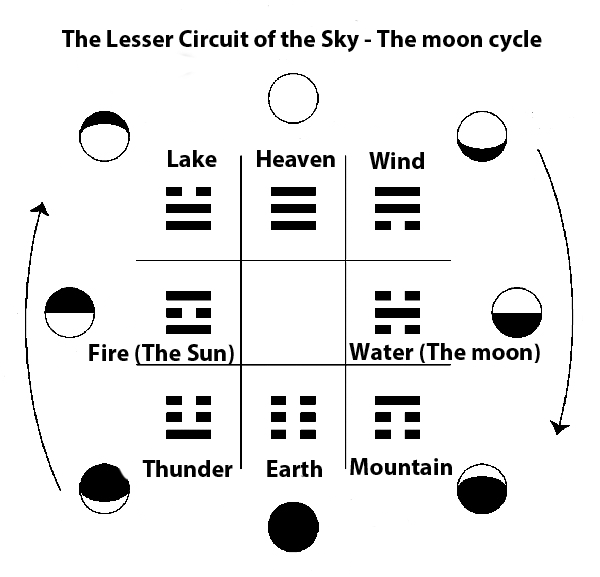 The Lesser Circuit of the Sky - The moon cycle
Lake Heaven Wind
Fire (The Sun) Water (The moon)
Thunder Earth Mountain